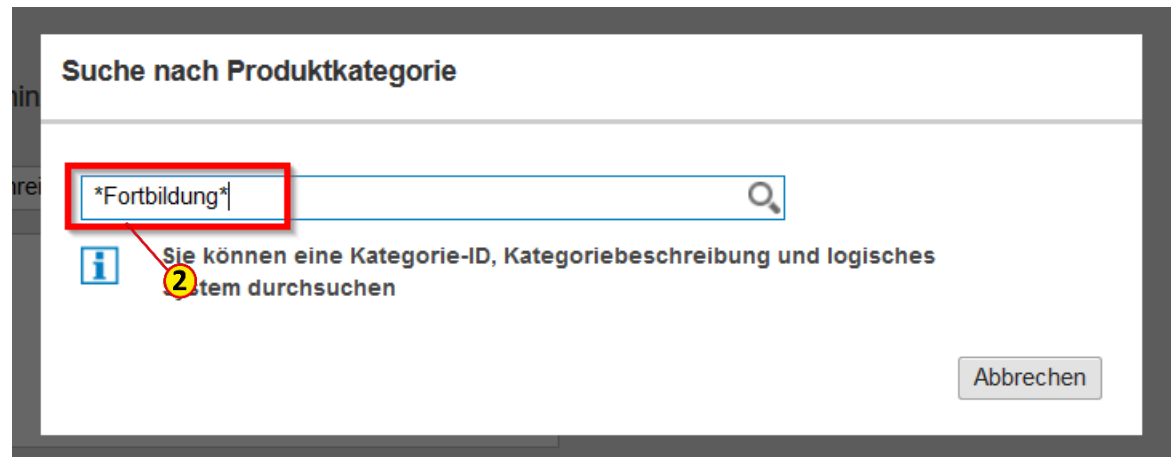 Suche nach Produktkategorie
*Fortbildung*
Sie können eine Kategorie-ID, Kategoriebeschreibung und logisches
System durchsuchen
2
Abbrechen